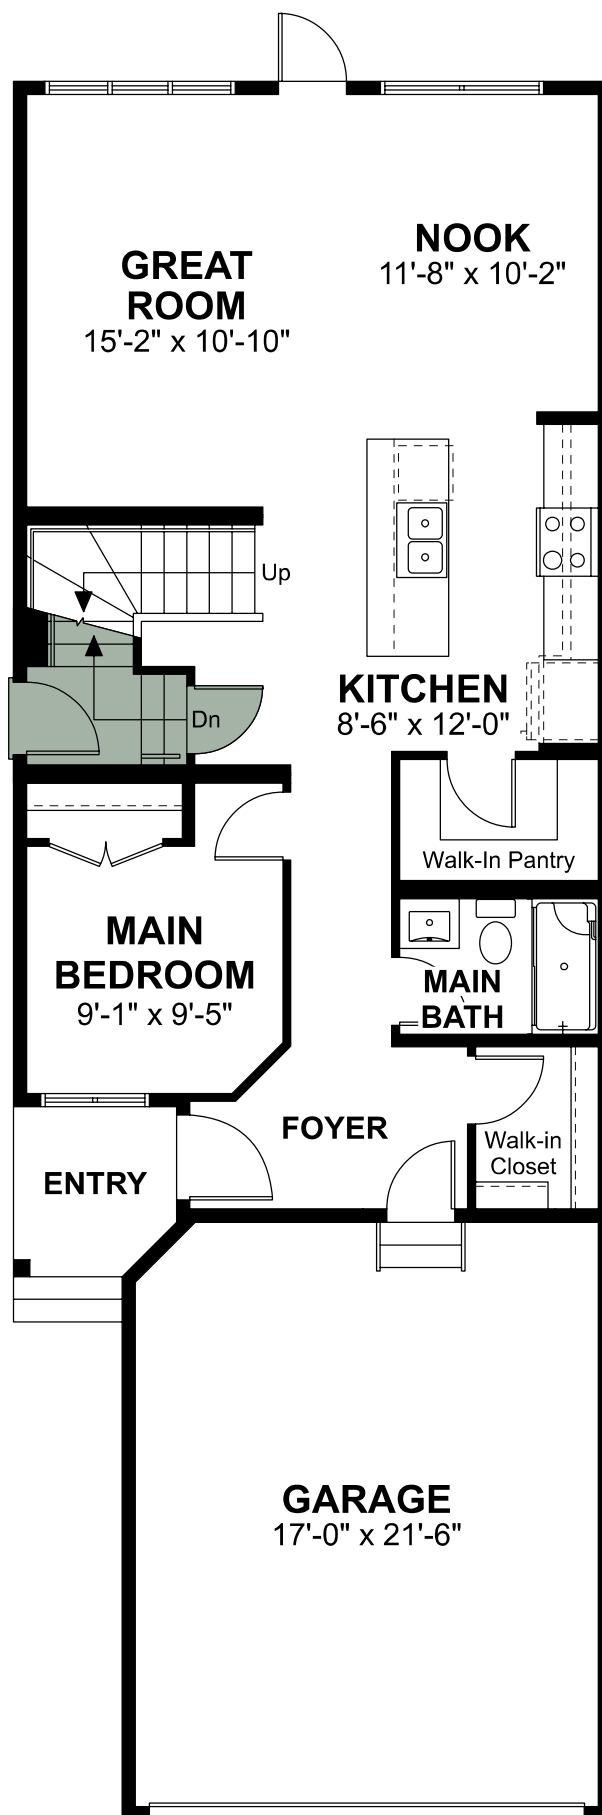 NOOK
11'-8" x 10'-2"
GREAT
ROOM
15'-2" x 10'-10"
Up
KITCHEN
8'-6" x 12'-0"
Dn
Walk-In Pantry
MAIN
BEDROOM
9'-1" x 9'-5"
MAIN
BATH
FOYER
Walk-in
Closet
ENTRY
GARAGE
17'-0" x 21'-6"